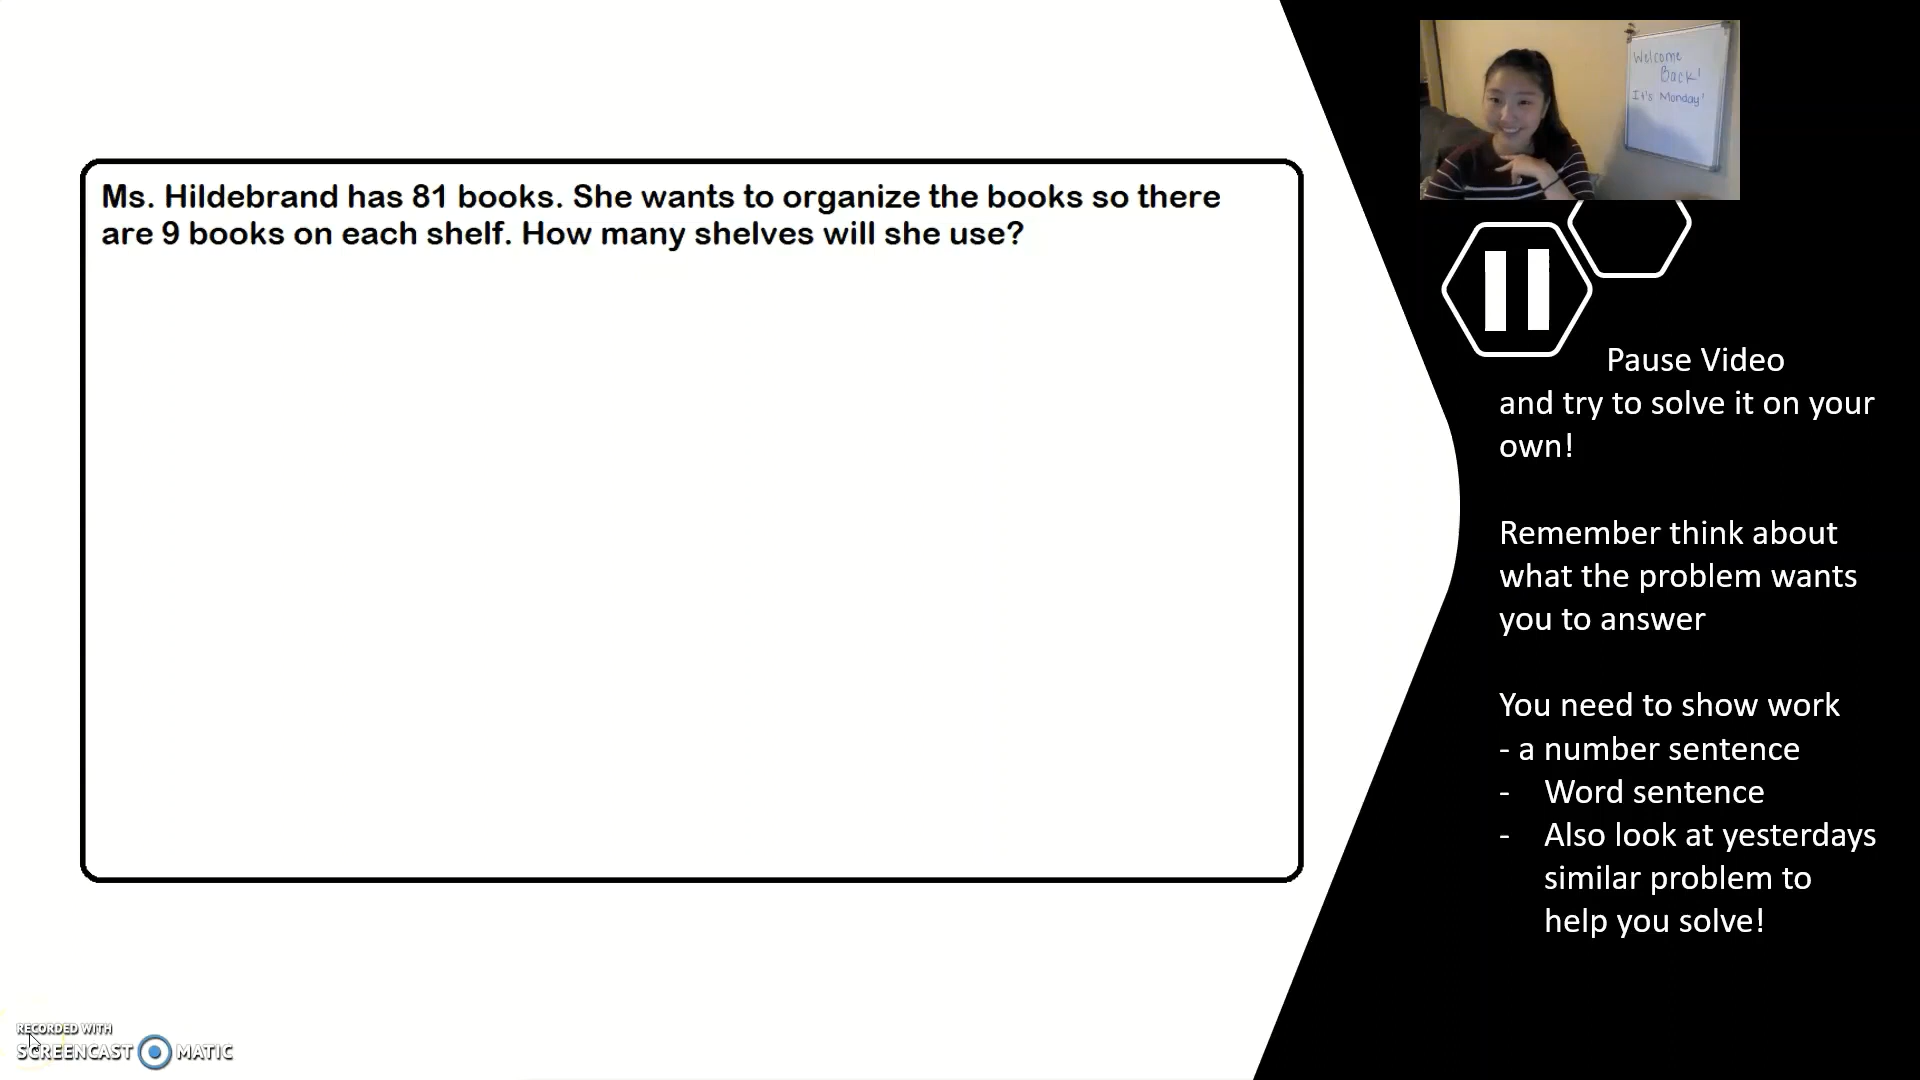 Welcome
Back!
It's Monday!
Ms. Hildebrand has 81 books. She wants to organize the books so there
are 9 books on each shelf. How many shelves will she use?
Pause Video
and try to solve it on your
own!
Remember think about
what the problem wants
you to answer
You need to show work
- a number sentence
- Word sentence
- Also look at yesterdays
similar problem to
help you solve!
RECORDED WITH
SCREENCAST MATIC